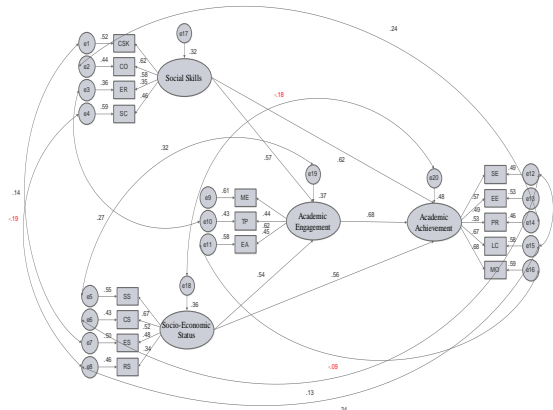 e17
.24
e1
.52
CSK
.32
e2
.44
CO
.62
Social Skills
e3
.36
ER
.58
.35
e4
.59
SC
.46
-.18
.32
.57
.62
e19
e20
.14
-.19
.27
.37
.48
e9
.61
ME
e10
.43
TP
.44
.62
e11
.58
EA
.45
Academic
Engagement
.68
Academic
Achievement
SE
.49
e12
.57
EE
.53
e13
.49
.53
PR
.46
e14
.67
LC
.58
e15
.68
MO
.59
e16
e18
.54
.56
.36
e5
.55
SS
e6
.43
CS
.67
.52
e7
.50
ES
.48
e8
.46
RS
.34
Socio-Economic
Status
-.09
.13